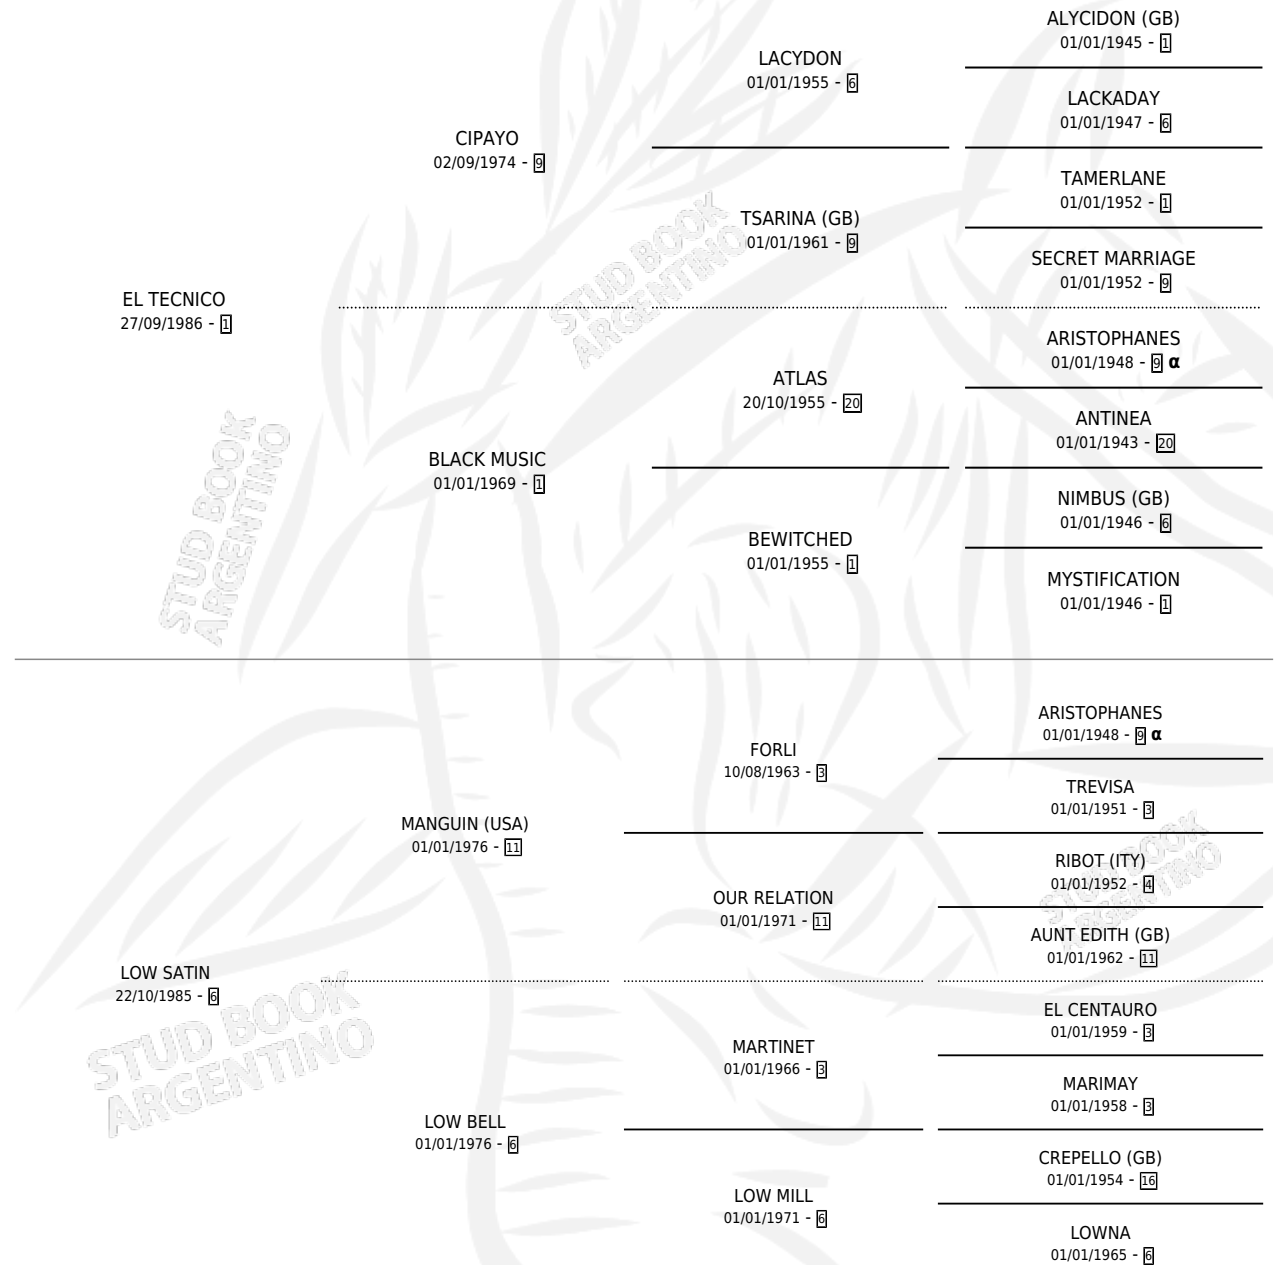 ALYCIDON (GB)
01/01/1945 - 1
LACYDON
01/01/1955 - 6
LACKADAY
01/01/1947 - 6
CIPAYO
02/09/1974 - 9
TAMERLANE
01/01/1952 - 1
TSARINA (GB)
01/01/1961 - 9
SECRET MARRIAGE
01/01/1952 - 9
EL TECNICO
27/09/1986 - 1
STUD BOOK
ARGENTINO
ARISTOPHANES
01/01/1948 - 9 α
ATLAS
20/10/1955 - 20
ANTINEA
01/01/1943 - 20
BLACK MUSIC
01/01/1969 - 1
NIMBUS (GB)
01/01/1946 - 6
BEWITCHED
01/01/1955 - 1
MYSTIFICATION
01/01/1946 - 1
STUD BOOK
ARGENTINO
ARISTOPHANES
01/01/1948 - 9 α
FORLI
10/08/1963 - 3
TREVISA
01/01/1951 - 3
MANGUIN (USA)
01/01/1976 - 11
RIBOT (ITY)
01/01/1952 - 4
OUR RELATION
01/01/1971 - 11
AUNT EDITH (GB)
01/01/1962 - 11
STUD BOOK
ARGENTINO
LOW SATIN
22/10/1985 - 6
EL CENTAURO
01/01/1959 - 3
MARTINET
01/01/1966 - 3
MARIMAY
01/01/1958 - 3
LOW BELL
01/01/1976 - 6
CREPELLO (GB)
01/01/1954 - 16
LOW MILL
01/01/1971 - 6
LOWNA
01/01/1965 - 6
STUD BOOK
ARGENTINO